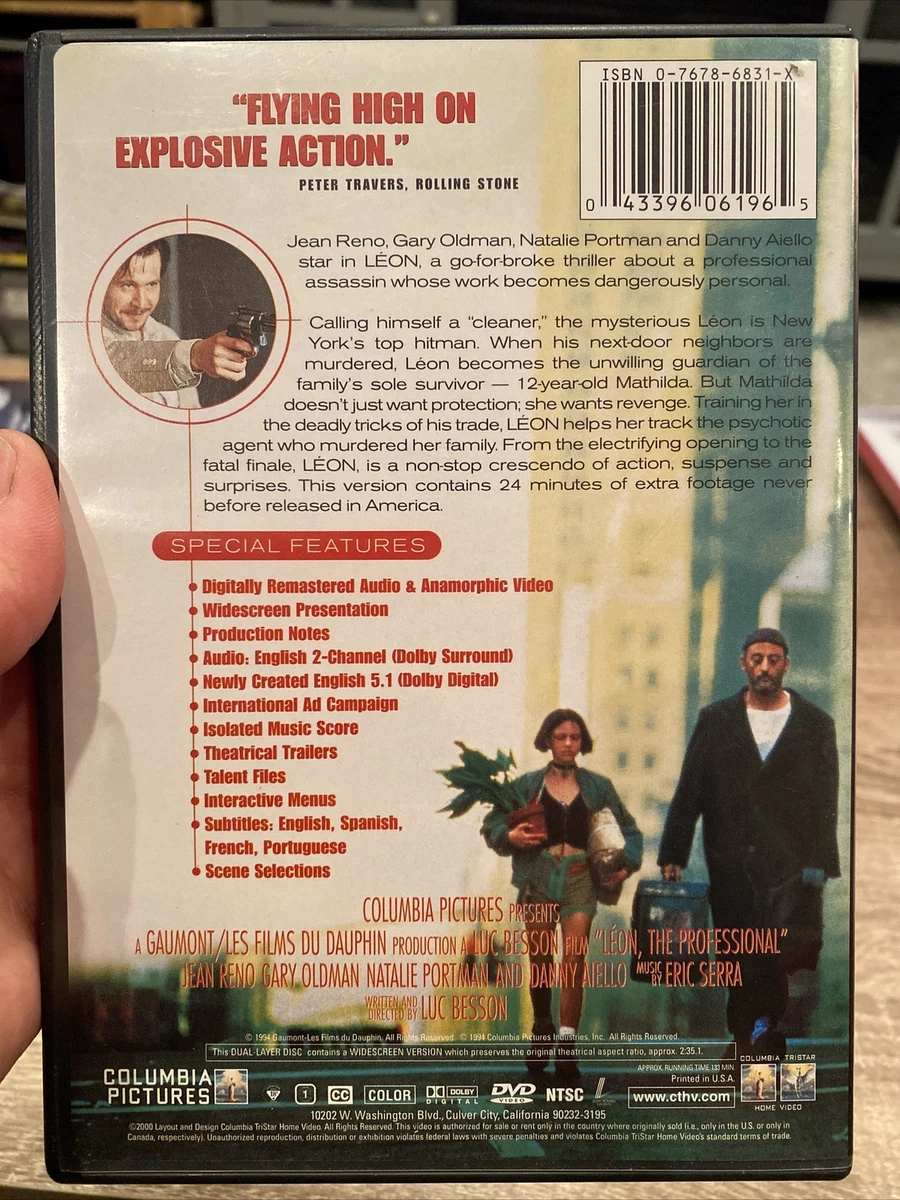 "FLYING HIGH ON
EXPLOSIVE ACTION."
PETER TRAVERS, ROLLING STONE
ISBN 0-7678-6831-X
0 43396 06196 5
Jean Reno, Gary Oldman, Natalie Portman and Danny Aiello
star in LÉON, a go-for-broke thriller about a professional
assassin whose work becomes dangerously personal.
Calling himself a "cleaner," the mysterious Léon is New
York's top hitman. When his next-door neighbors are
murdered, Léon becomes the unwilling guardian of the
family's sole survivor — 12-year-old Mathilda. But Mathilda
doesn't just want protection; she wants revenge. Training her in
the deadly tricks of his trade, LÉON helps her track the psychotic
agent who murdered her family. From the electrifying opening to the
fatal finale, LÉON, is a non-stop crescendo of action, suspense and
surprises. This version contains 24 minutes of extra footage never
before released in America.
SPECIAL FEATURES
Digitally Remastered Audio & Anamorphic Video
Widescreen Presentation
Production Notes
Audio: English 2-Channel (Dolby Surround)
Newly Created English 5.1 (Dolby Digital)
International Ad Campaign
Isolated Music Score
Theatrical Trailers
Talent Files
Interactive Menus
Subtitles: English, Spanish,
French, Portuguese
Scene Selections
COLUMBIA PICTURES PRESENTS
A GAUMONT/LES FILMS DU DAUPHIN PRODUCTION A LUC BESSON FILM "LÉON, THE PROFESSIONAL"
JEAN RENO GARY OLDMAN NATALIE PORTMAN AND DANNY AIELLO MUSIC BY ERIC SERRA
WRITTEN AND DIRECTED BY LUC BESSON
© 1994 Gaumont-Les Films du Dauphin. All Rights Reserved. © 1994 Columbia Pictures Industries, Inc. All Rights Reserved.
This DUAL-LAYER DISC contains a WIDESCREEN VERSION which preserves the original theatrical aspect ratio, approx. 2:35.1.
APPROX. RUNNING TIME 133 MIN.
Printed in U.S.A.
COLUMBIA PICTURES
1 CC COLOR DOLBY DIGITAL DVD VIDEO NTSC
www.cthv.com
COLUMBIA TRISTAR
HOME VIDEO
10202 W. Washington Blvd., Culver City, California 90232-3195
©2000 Layout and Design Columbia TriStar Home Video. All Rights Reserved. This video is authorized for sale or rent only in the country where originally sold (i.e., only in the U.S. or only in
Canada, respectively). Unauthorized reproduction, distribution or exhibition violates federal laws with severe penalties and violates Columbia TriStar Home Video's standard terms of trade.